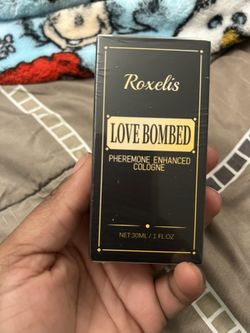 Roxelis
LOVE BOMBED
PHEREMONE ENHANCED
COLOGNE
NET:30ML/1 FL.OZ